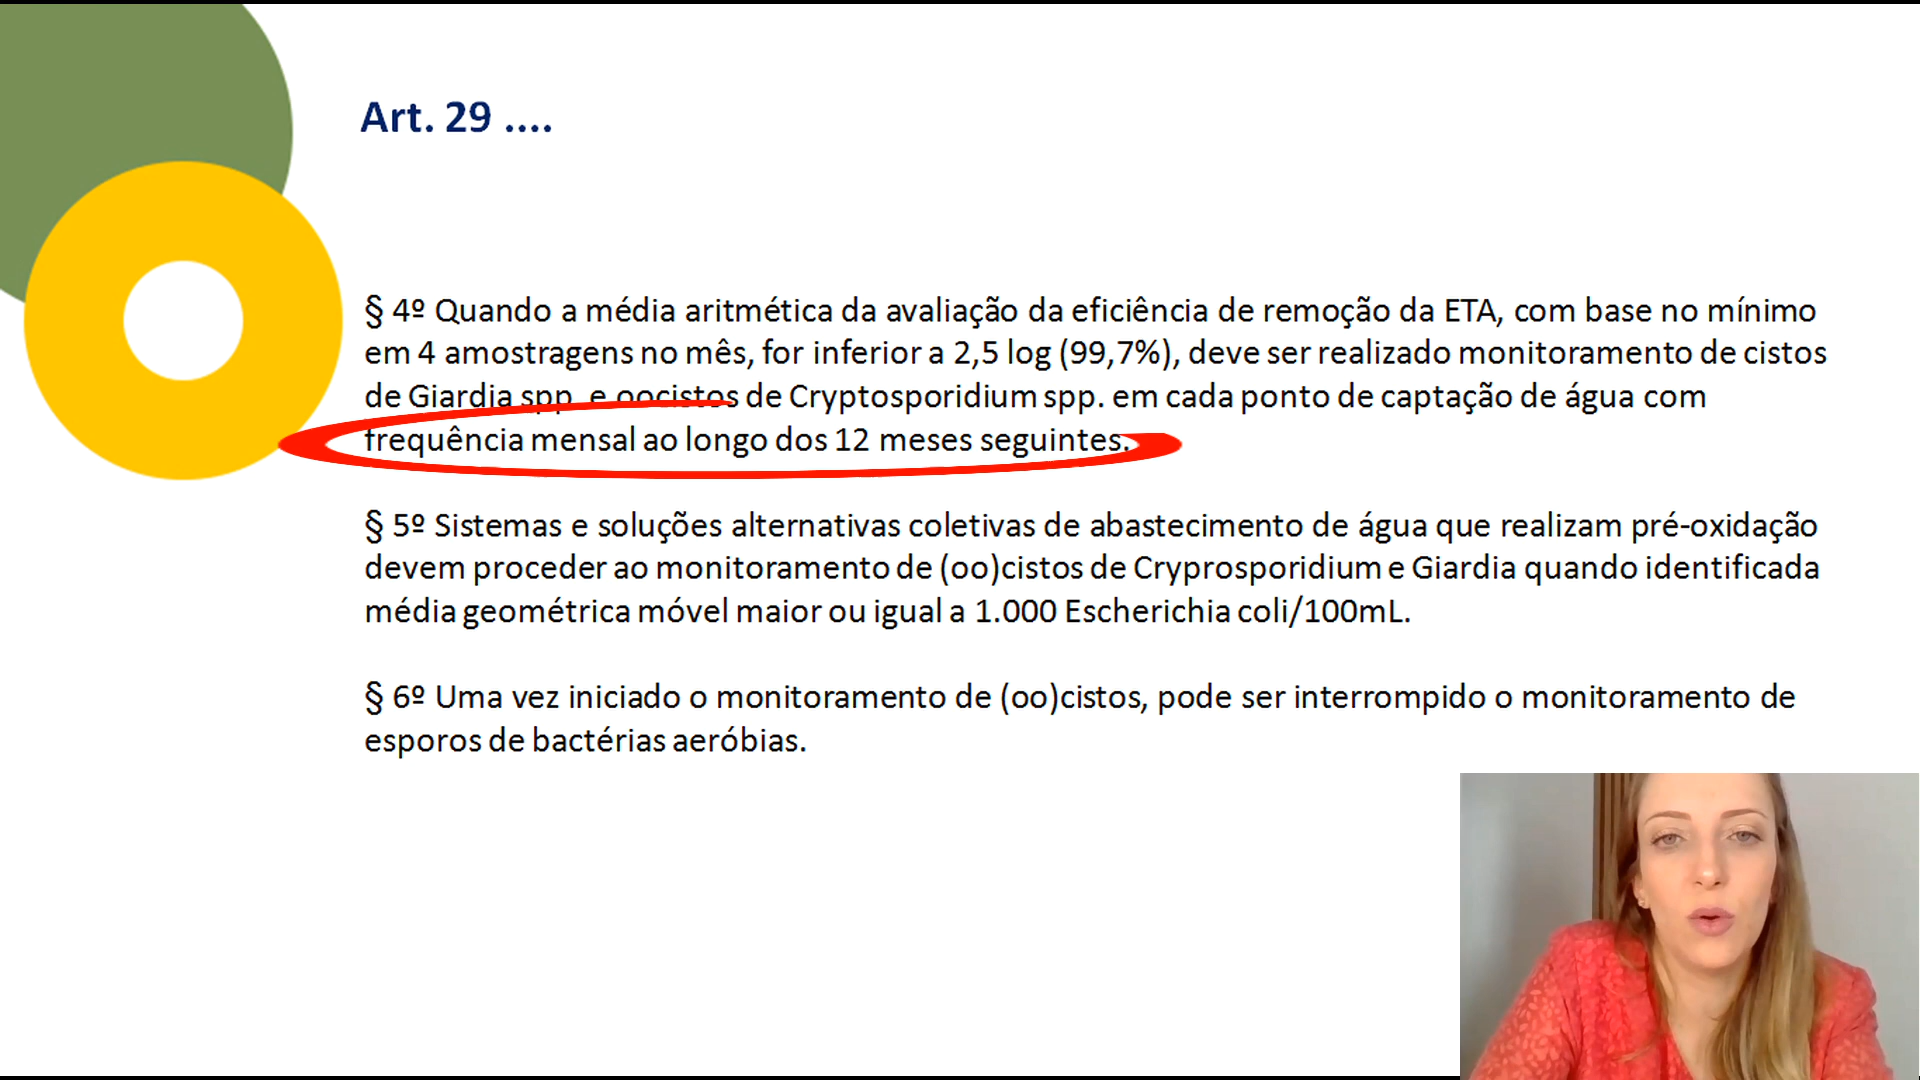 Art. 29 ....
§ 4º Quando a média aritmética da avaliação da eficiência de remoção da ETA, com base no mínimo
em 4 amostragens no mês, for inferior a 2,5 log (99,7%), deve ser realizado monitoramento de cistos
de Giardia spp. e oocistos de Cryptosporidium spp. em cada ponto de captação de água com
frequência mensal ao longo dos 12 meses seguintes.
§ 5º Sistemas e soluções alternativas coletivas de abastecimento de água que realizam pré-oxidação
devem proceder ao monitoramento de (oo)cistos de Cryprosporidium e Giardia quando identificada
média geométrica móvel maior ou igual a 1.000 Escherichia coli/100mL.
§ 6º Uma vez iniciado o monitoramento de (oo)cistos, pode ser interrompido o monitoramento de
esporos de bactérias aeróbias.